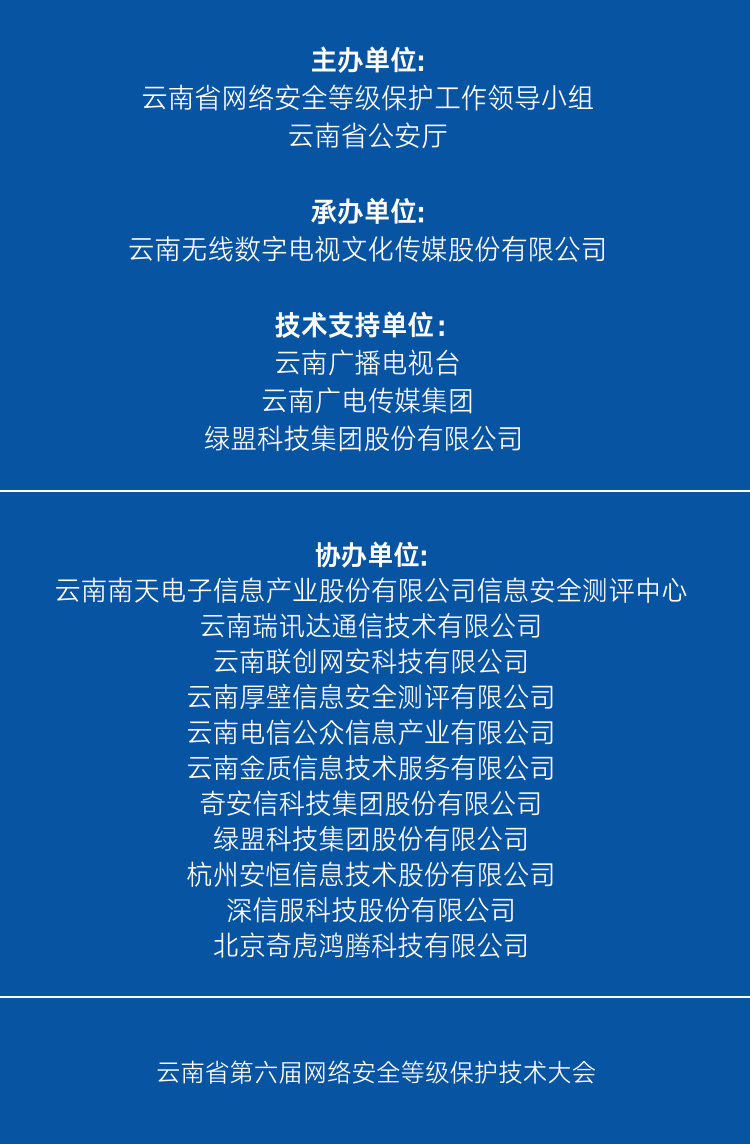 主办单位:
云南省网络安全等级保护工作领导小组
云南省公安厅
承办单位:
云南无线数字电视文化传媒股份有限公司
技术支持单位：
云南广播电视台
云南广电传媒集团
绿盟科技集团股份有限公司
协办单位:
云南南天电子信息产业股份有限公司信息安全测评中心
云南瑞讯达通信技术有限公司
云南联创网安科技有限公司
云南厚壁信息安全测评有限公司
云南电信公众信息产业有限公司
云南金质信息技术服务有限公司
奇安信科技集团股份有限公司
绿盟科技集团股份有限公司
杭州安恒信息技术股份有限公司
深信服科技股份有限公司
北京奇虎鸿腾科技有限公司
云南省第六届网络安全等级保护技术大会